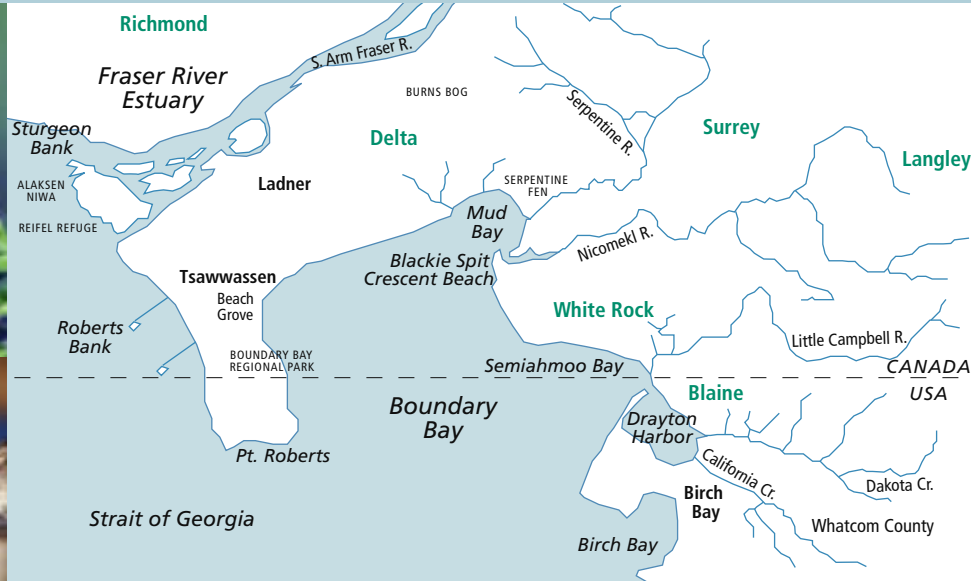 Richmond
S. Arm Fraser R.
Fraser River
Estuary
BURNS BOG
Serpentine R.
Sturgeon
Bank
Delta
Surrey
Langley
ALAKSEN
NIWA
Ladner
SERPENTINE
FEN
REIFEL REFUGE
Mud
Bay
Nicomekl R.
Blackie Spit
Crescent Beach
Tsawwassen
Beach
Grove
White Rock
Roberts
Bank
Little Campbell R.
BOUNDARY BAY
REGIONAL PARK
Semiahmoo Bay
CANADA
USA
Blaine
Boundary
Bay
Drayton
Harbor
Pt. Roberts
California Cr.
Dakota Cr.
Birch
Bay
Strait of Georgia
Whatcom County
Birch Bay